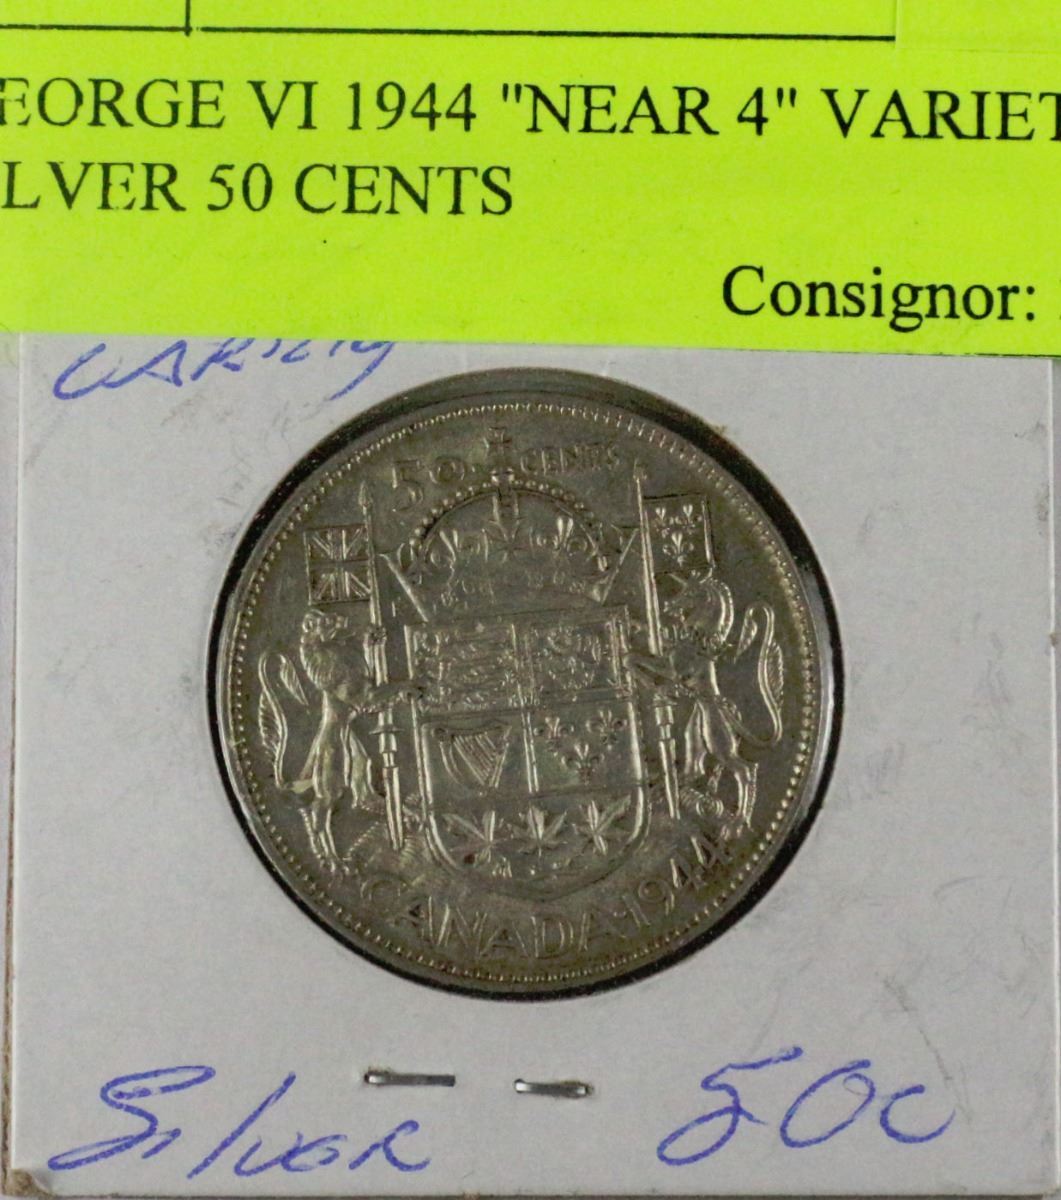 EORGE VI 1944 "NEAR 4" VARIET
LVER 50 CENTS
Consignor:
50 CENTS
CANADA 1944
Silver 50c